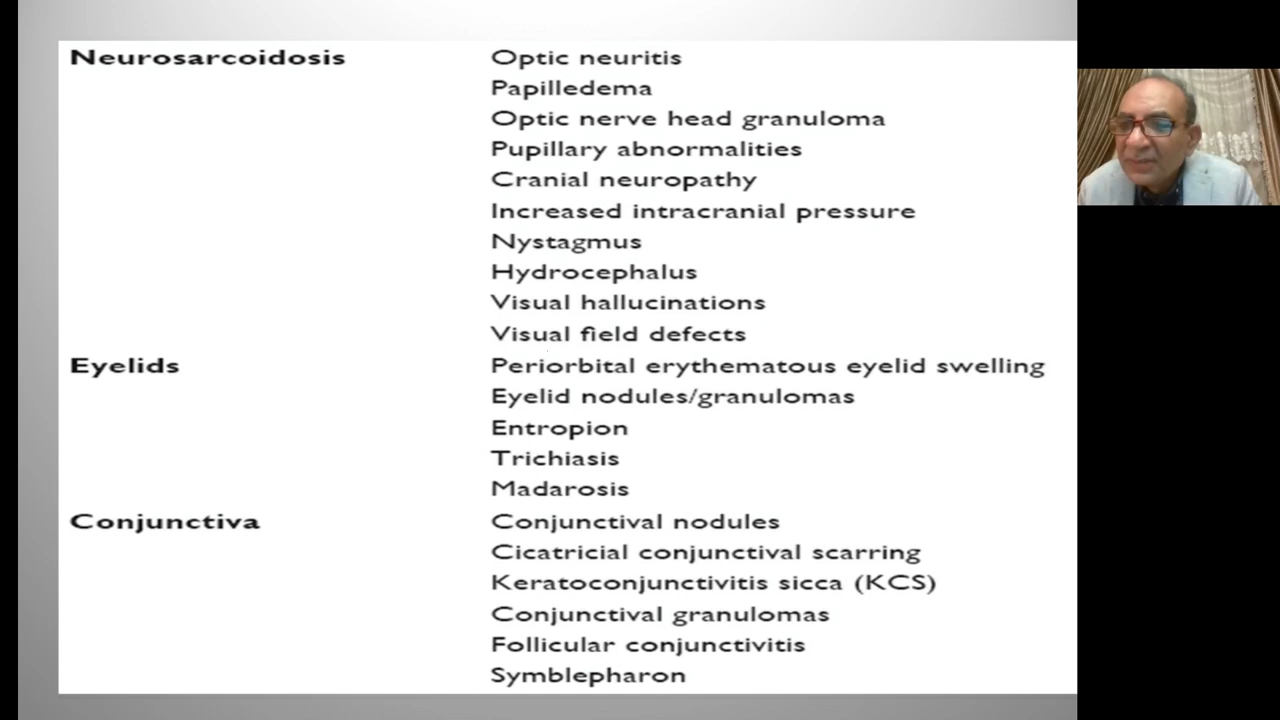 Neurosarcoidosis Optic neuritis
Papilledema
Optic nerve head granuloma
Pupillary abnormalities
Cranial neuropathy
Increased intracranial pressure
Nystagmus
Hydrocephalus
Visual hallucinations
Visual field defects
Eyelids Periorbital erythematous eyelid swelling
Eyelid nodules/granulomas
Entropion
Trichiasis
Madarosis
Conjunctiva Conjunctival nodules
Cicatricial conjunctival scarring
Keratoconjunctivitis sicca (KCS)
Conjunctival granulomas
Follicular conjunctivitis
Symblepharon